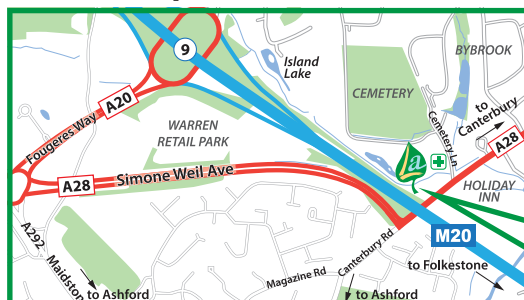 9
Island
Lake
BYBROOK
CEMETERY
to
Canterbury
A20
Fougeres Way
WARREN
RETAIL PARK
Cemetery Ln
A28
a
A28
Simone Weil Ave
HOLIDAY
INN
A292
Maidston
M20
Canterbury Rd
to Folkestone
Magazine Rd
to Ashford
to Ashford